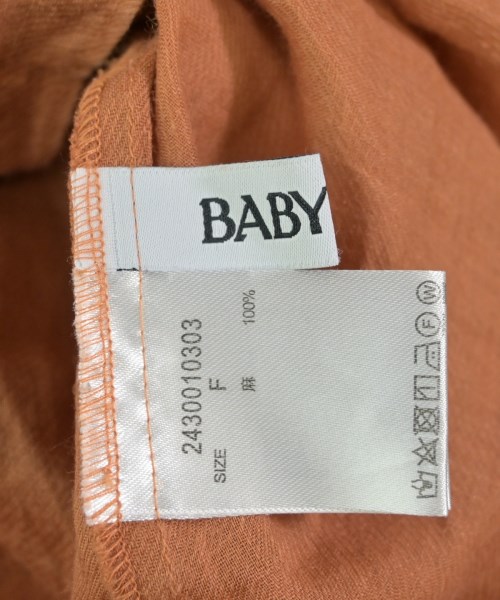 BABY
2430010303
SIZE F
麻 100%
F W